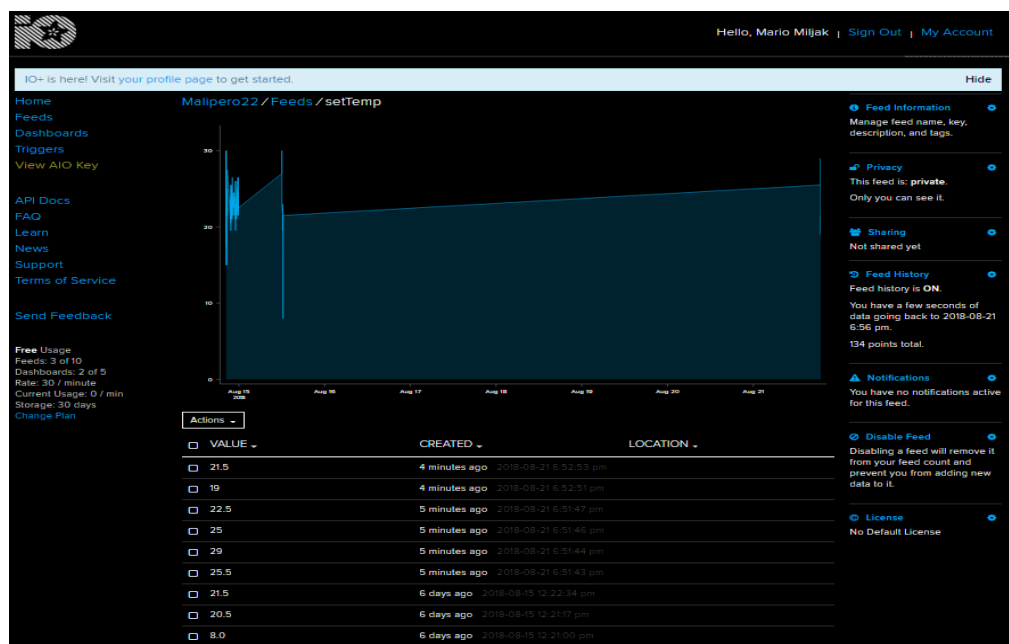 Hello, Mario Miljak | Sign Out | My Account
IO+ is here! Visit your profile page to get started.
Hide
Home
Feeds
Dashboards
Triggers
View AIO Key
API Docs
FAQ
Learn
News
Support
Terms of Service
Send Feedback
Free Usage
Feeds: 3 of 10
Dashboards: 2 of 5
Rate: 30 / minute
Current Usage: 0 / min
Storage: 30 days
Change Plan
Malipero22 / Feeds / setTemp
30
20
10
0
Aug 15 Aug 16 Aug 17 Aug 18 Aug 19 Aug 20 Aug 21
2018
Actions
VALUE CREATED LOCATION
21.5 4 minutes ago 2018-08-21 6:52:53 pm
19 4 minutes ago 2018-08-21 6:52:51 pm
22.5 5 minutes ago 2018-08-21 6:51:47 pm
25 5 minutes ago 2018-08-21 6:51:46 pm
29 5 minutes ago 2018-08-21 6:51:44 pm
25.5 5 minutes ago 2018-08-21 6:51:43 pm
21.5 6 days ago 2018-08-15 12:22:34 pm
20.5 6 days ago 2018-08-15 12:21:17 pm
8.0 6 days ago 2018-08-15 12:21:00 pm
Feed Information
Manage feed name, key,
description, and tags.
Privacy
This feed is: private.
Only you can see it.
Sharing
Not shared yet
Feed History
Feed history is ON.
You have a few seconds of
data going back to 2018-08-21
6:56 pm.
134 points total.
Notifications
You have no notifications active
for this feed.
Disable Feed
Disabling a feed will remove it
from your feed count and
prevent you from adding new
data to it.
License
No Default License